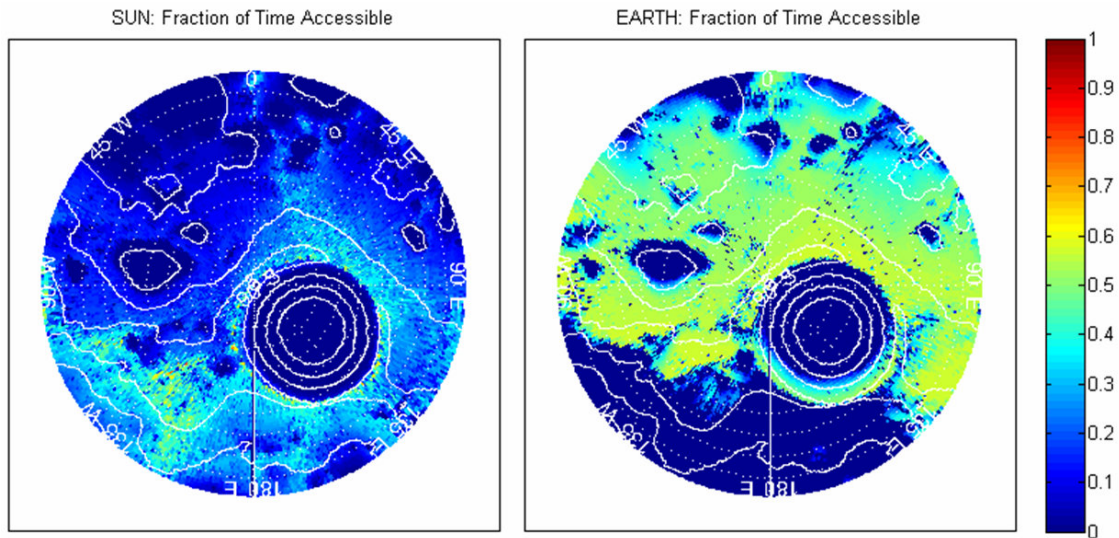 SUN: Fraction of Time Accessible
EARTH: Fraction of Time Accessible
0
45 W
45 E
90 W
90 E
135 W
135 E
180 E
0
45 W
45 E
90 W
90 E
135 W
135 E
180 E
1
0.9
0.8
0.7
0.6
0.5
0.4
0.3
0.2
0.1
0